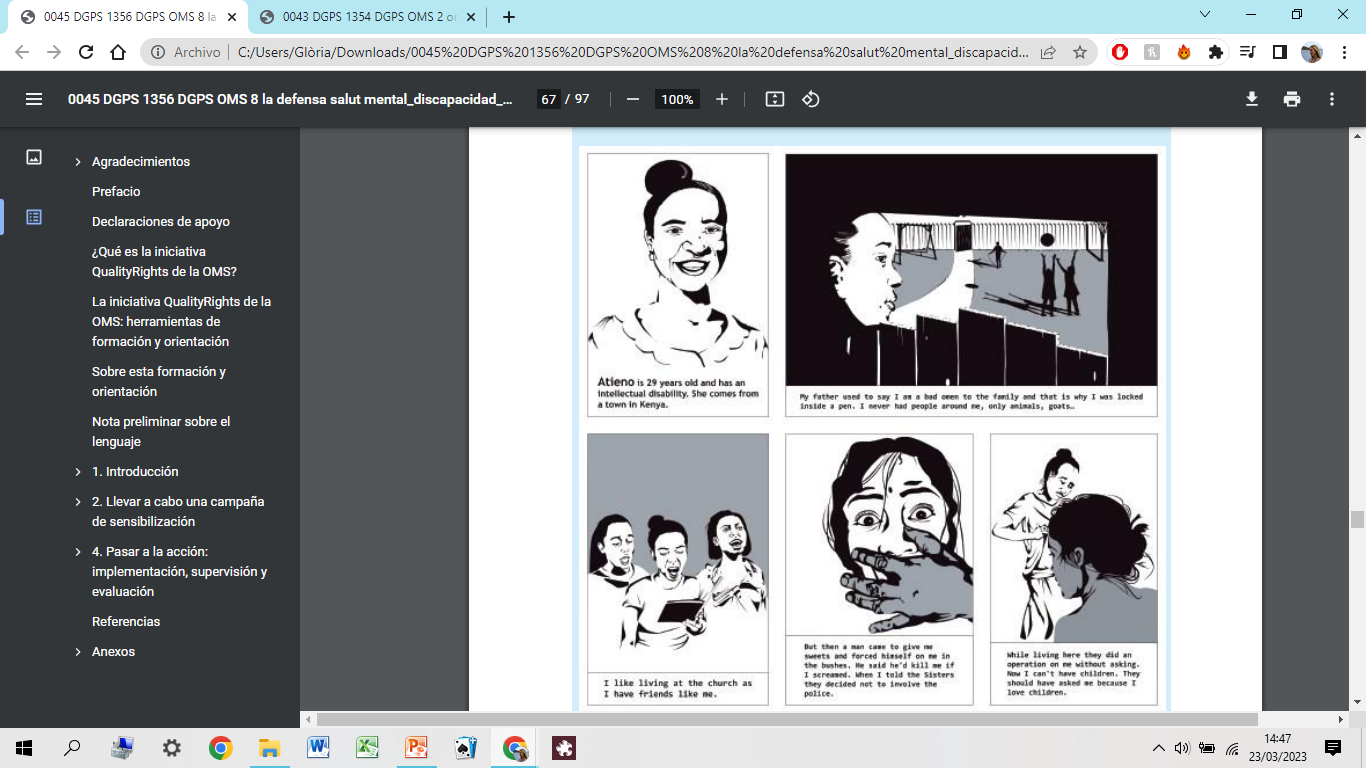 0045 DGPS 1356 DGPS OMS 8 la
0043 DGPS 1354 DGPS OMS 2 or
Archivo
C:/Users/Glòria/Downloads/0045%20DGPS%201356%20DGPS%20OMS%208%20la%20defensa%20salut%20mental_discapacid...
0045 DGPS 1356 DGPS OMS 8 la defensa salut mental_discapacidad_...
67 / 97
100%
Agradecimientos
Prefacio
Declaraciones de apoyo
¿Qué es la iniciativa
QualityRights de la OMS?
La iniciativa QualityRights de la
OMS: herramientas de
formación y orientación
Sobre esta formación y
orientación
Nota preliminar sobre el
lenguaje
1. Introducción
2. Llevar a cabo una campaña
de sensibilización
4. Pasar a la acción:
implementación, supervisión y
evaluación
Referencias
Anexos
Atieno is 29 years old and has an
intellectual disability. She comes from
a town in Kenya.
My father used to say I am a bad omen to the family and that is why I was locked
inside a pen. I never had people around me, only animals, goats…
I like living at the church as
I have friends like me.
But then a man came to give me
sweets and forced himself on me in
the bushes. He said he'd kill me if
I screamed. When I told the Sisters
they decided not to involve the
police.
While living here they did an
operation on me without asking.
Now I can't have children. They
should have asked me because I
love children.
14:47
23/03/2023